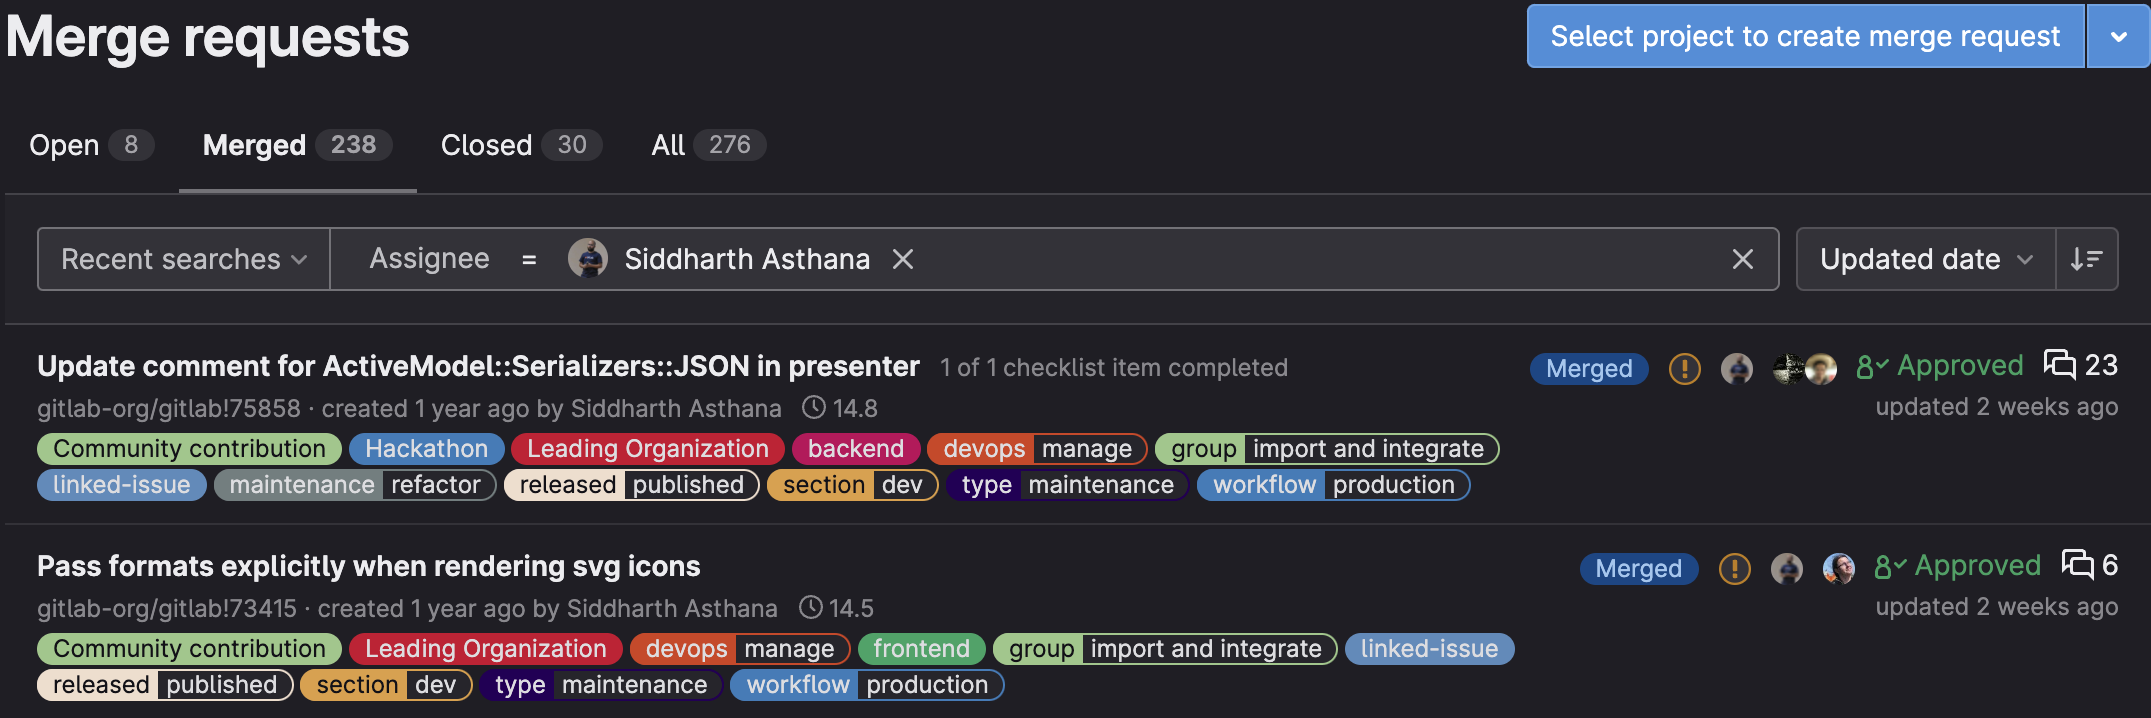 Merge requests
Select project to create merge request
Open 8 Merged 238 Closed 30 All 276
Recent searches Assignee = Siddharth Asthana Updated date
Update comment for ActiveModel::Serializers::JSON in presenter 1 of 1 checklist item completed Merged Approved 23
gitlab-org/gitlab!75858 · created 1 year ago by Siddharth Asthana 14.8 updated 2 weeks ago
Community contribution Hackathon Leading Organization backend devops manage group import and integrate
linked-issue maintenance refactor released published section dev type maintenance workflow production
Pass formats explicitly when rendering svg icons Merged Approved 6
gitlab-org/gitlab!73415 · created 1 year ago by Siddharth Asthana 14.5 updated 2 weeks ago
Community contribution Leading Organization devops manage frontend group import and integrate linked-issue
released published section dev type maintenance workflow production